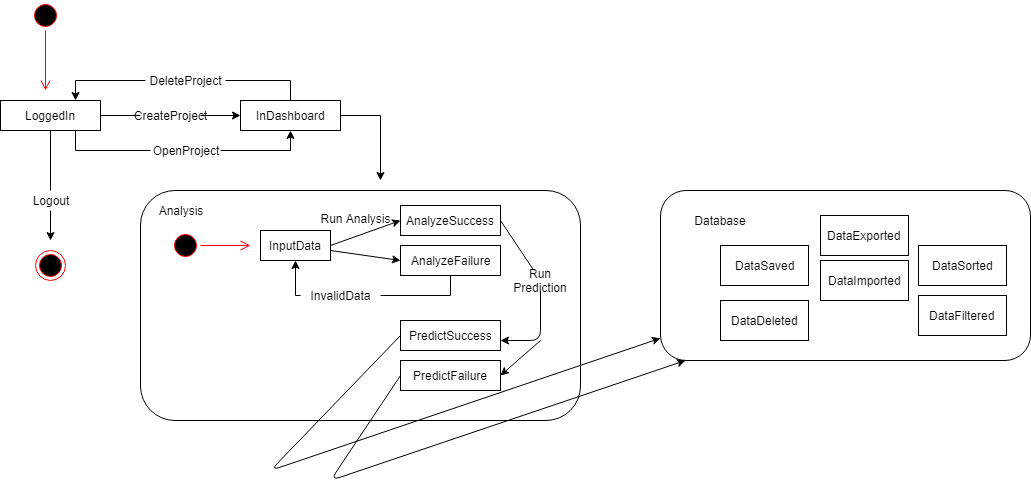 DeleteProject
LoggedIn
CreateProject
InDashboard
OpenProject
Logout
Analysis
Run Analysis
AnalyzeSuccess
InputData
AnalyzeFailure
InvalidData
Run
Prediction
PredictSuccess
PredictFailure
Database
DataExported
DataSaved
DataSorted
DataImported
DataDeleted
DataFiltered